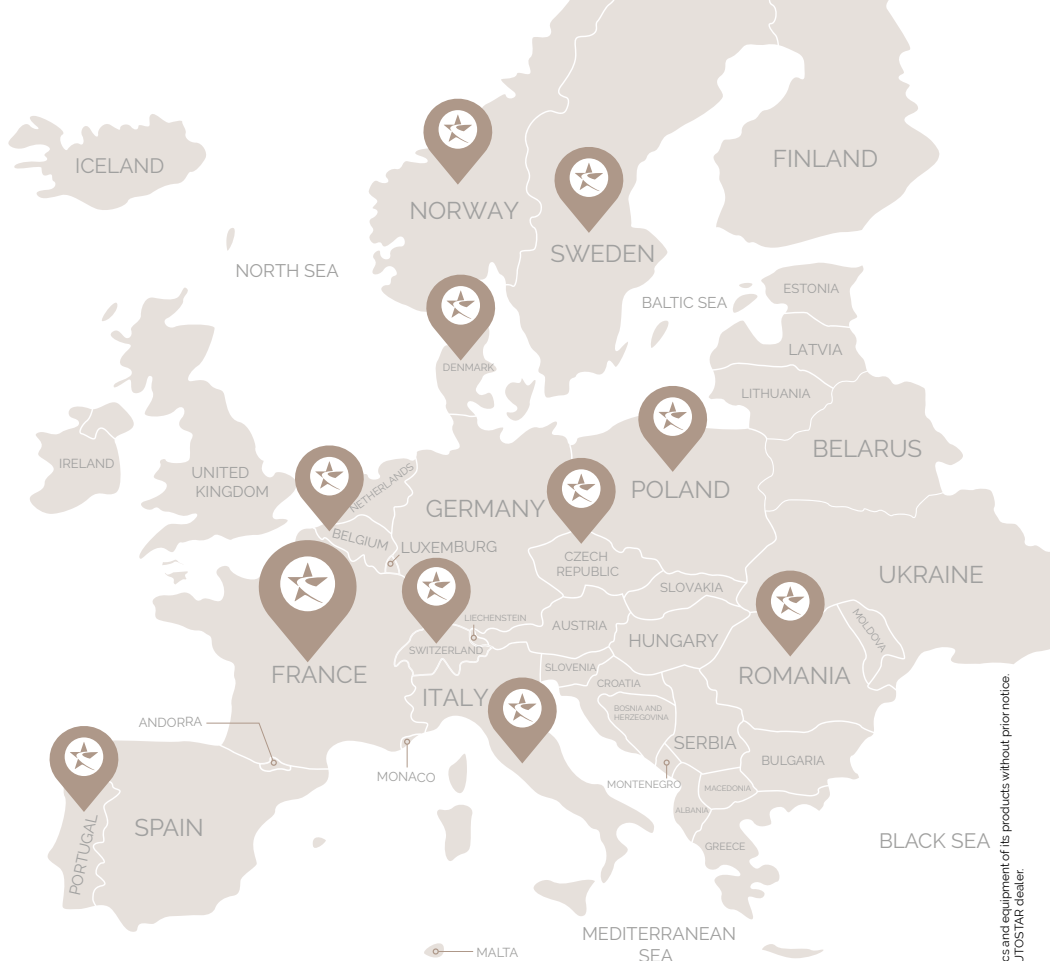 ICELAND
FINLAND
NORWAY
SWEDEN
NORTH SEA
ESTONIA
BALTIC SEA
LATVIA
DENMARK
LITHUANIA
BELARUS
IRELAND
UNITED
KINGDOM
NETHERLANDS
GERMANY
POLAND
BELGIUM
LUXEMBURG
CZECH
REPUBLIC
UKRAINE
SLOVAKIA
LIECHENSTEIN
AUSTRIA
MOLDOVA
HUNGARY
SWITZERLAND
FRANCE
SLOVENIA
ROMANIA
CROATIA
ITALY
BOSNIA AND
HERZEGOVINA
ANDORRA
SERBIA
BULGARIA
MONACO
MONTENEGRO
MACEDONIA
ALBANIA
SPAIN
PORTUGAL
GREECE
BLACK SEA
MEDITERRANEAN
SEA
MALTA
cs and equipment of its products without prior notice.
UTOSTAR dealer.